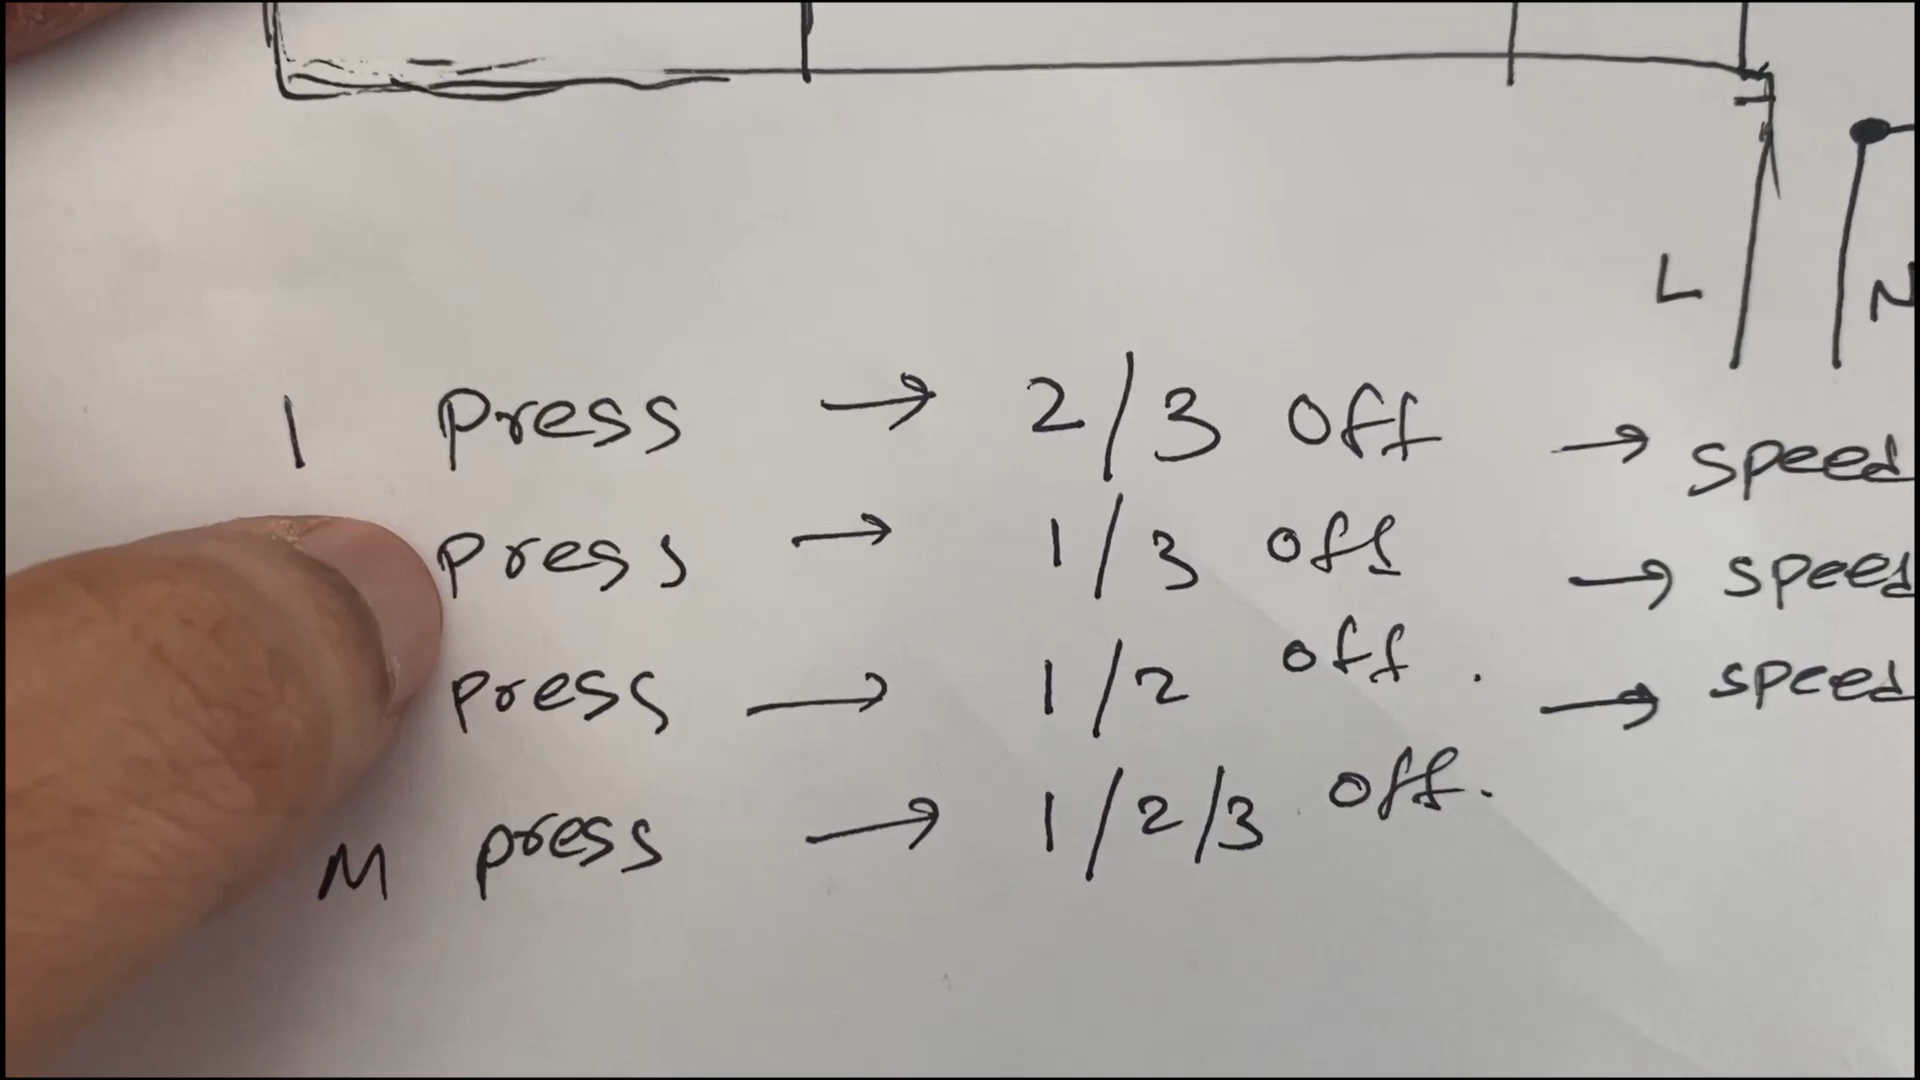 L N
1 press → 2/3 off → speed
press → 1/3 off → speed
press → 1/2 off. → speed
M press → 1/2/3 off.